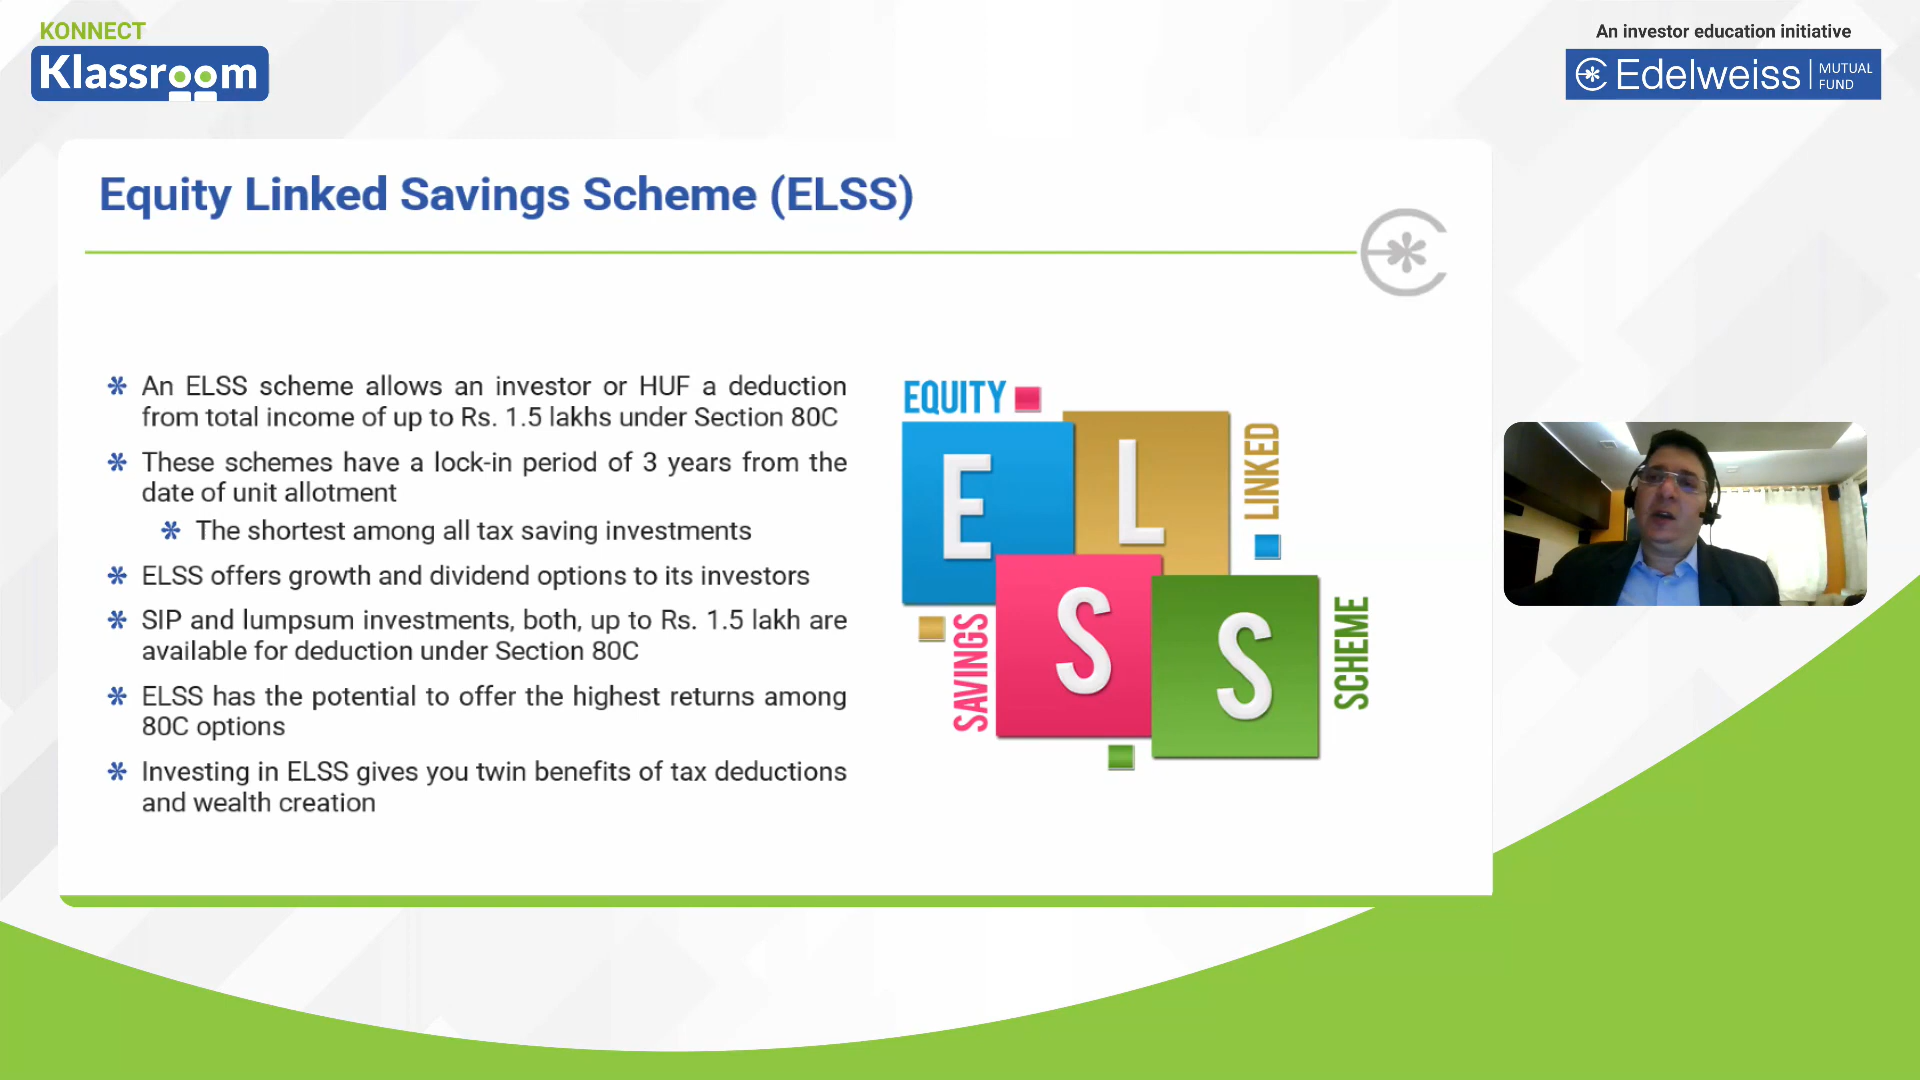 KONNECT
Klassroom
An investor education initiative
Edelweiss
MUTUAL
FUND
Equity Linked Savings Scheme (ELSS)
An ELSS scheme allows an investor or HUF a deduction
from total income of up to Rs. 1.5 lakhs under Section 80C
These schemes have a lock-in period of 3 years from the
date of unit allotment
The shortest among all tax saving investments
ELSS offers growth and dividend options to its investors
SIP and lumpsum investments, both, up to Rs. 1.5 lakh are
available for deduction under Section 80C
ELSS has the potential to offer the highest returns among
80C options
Investing in ELSS gives you twin benefits of tax deductions
and wealth creation
EQUITY
E
L
LINKED
SAVINGS
S
S
SCHEME